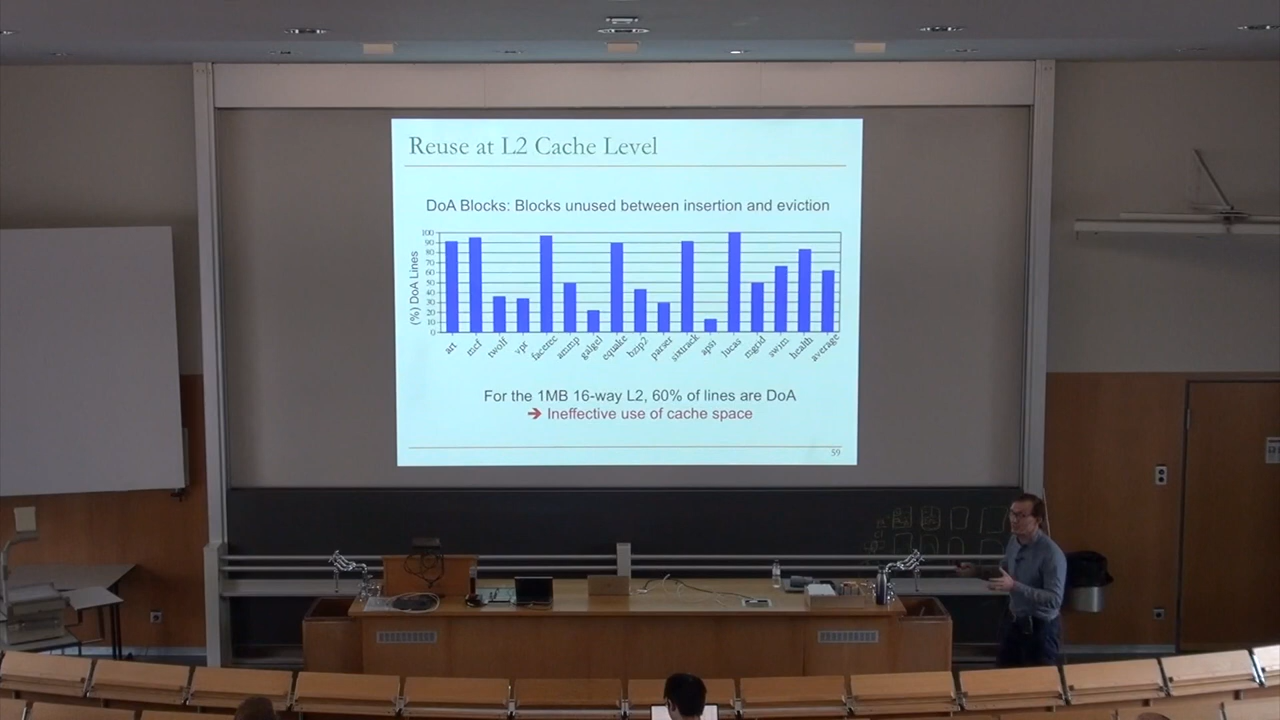 Reuse at L2 Cache Level
DoA Blocks: Blocks unused between insertion and eviction
(%) DoA Lines
100
90
80
70
60
50
40
30
20
10
0
art mcf twolf vpr facerec ammp galgel equake bzip2 parser sixtrack apsi lucas mgrid swim health average
For the 1MB 16-way L2, 60% of lines are DoA
➔ Ineffective use of cache space
59